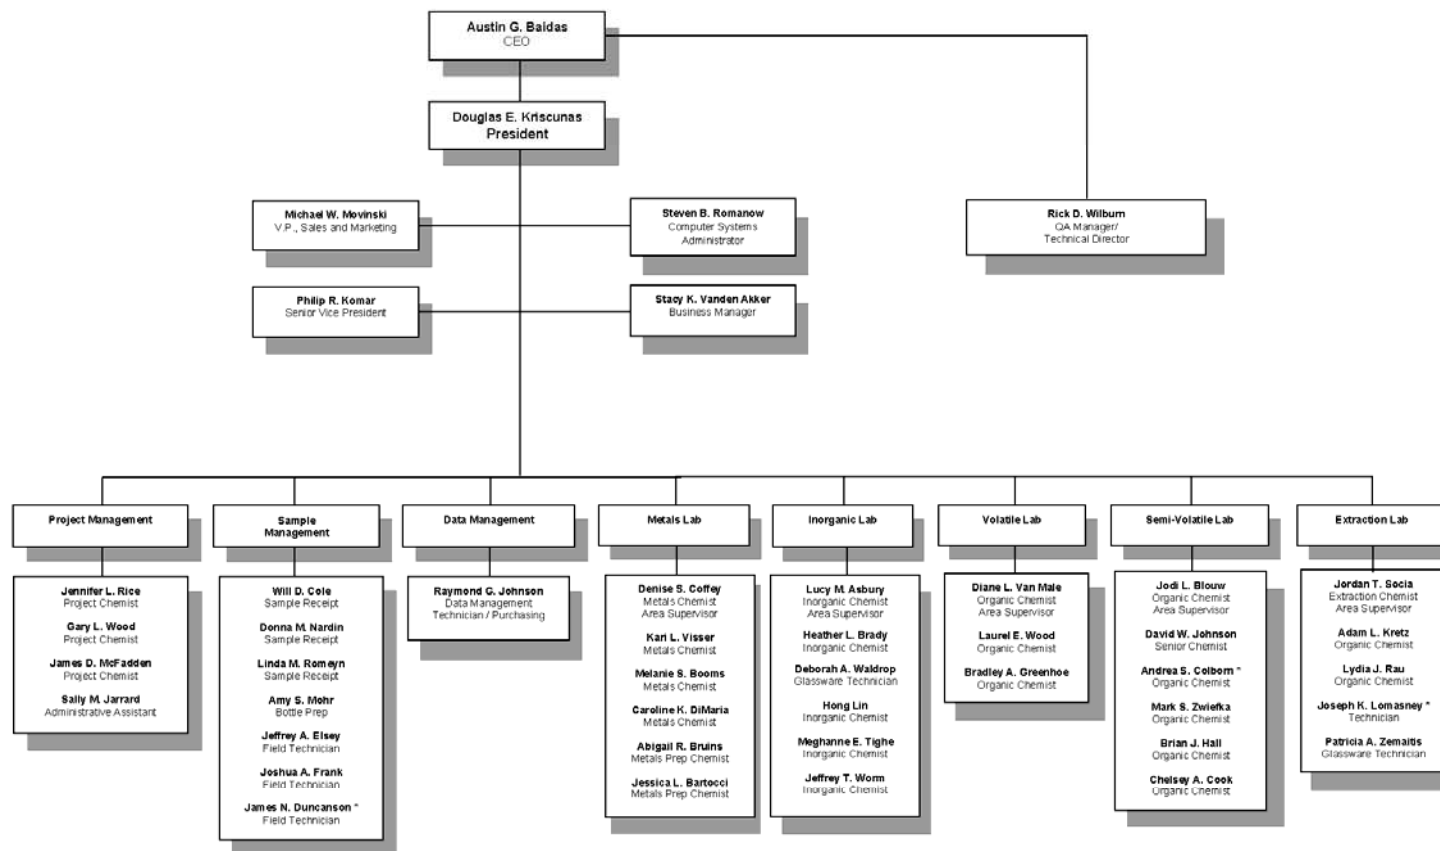 Austin G. Baidas
CEO
Douglas E. Kriscunas
President
Michael W. Movinski
V.P., Sales and Marketing
Steven B. Romanow
Computer Systems
Administrator
Rick D. Wilburn
QA Manager/
Technical Director
Philip R. Komar
Senior Vice President
Stacy K. Vanden Akker
Business Manager
Project Management
Jennifer L. Rice
Project Chemist
Gary L. Wood
Project Chemist
James D. McFadden
Project Chemist
Sally M. Jarrard
Administrative Assistant
Sample
Management
Will D. Cole
Sample Receipt
Donna M. Nardin
Sample Receipt
Linda M. Romeyn
Sample Receipt
Amy S. Mohr
Bottle Prep
Jeffrey A. Elsey
Field Technician
Joshua A. Frank
Field Technician
James N. Duncanson *
Field Technician
Data Management
Raymond G. Johnson
Data Management
Technician / Purchasing
Metals Lab
Denise S. Coffey
Metals Chemist
Area Supervisor
Kari L. Visser
Metals Chemist
Melanie S. Booms
Metals Chemist
Caroline K. DiMaria
Metals Chemist
Abigail R. Bruins
Metals Prep Chemist
Jessica L. Bartocci
Metals Prep Chemist
Inorganic Lab
Lucy M. Asbury
Inorganic Chemist
Area Supervisor
Heather L. Brady
Inorganic Chemist
Deborah A. Waldrop
Glassware Technician
Hong Lin
Inorganic Chemist
Meghanne E. Tighe
Inorganic Chemist
Jeffrey T. Worm
Inorganic Chemist
Volatile Lab
Diane L. Van Male
Organic Chemist
Area Supervisor
Laurel E. Wood
Organic Chemist
Bradley A. Greenhoe
Organic Chemist
Semi-Volatile Lab
Jodi L. Blouw
Organic Chemist
Area Supervisor
David W. Johnson
Senior Chemist
Andrea S. Colborn *
Organic Chemist
Mark S. Zwiefka
Organic Chemist
Brian J. Hall
Organic Chemist
Chelsey A. Cook
Organic Chemist
Extraction Lab
Jordan T. Socia
Extraction Chemist
Area Supervisor
Adam L. Kretz
Organic Chemist
Lydia J. Rau
Organic Chemist
Joseph K. Lomasney *
Technician
Patricia A. Zemaitis
Glassware Technician